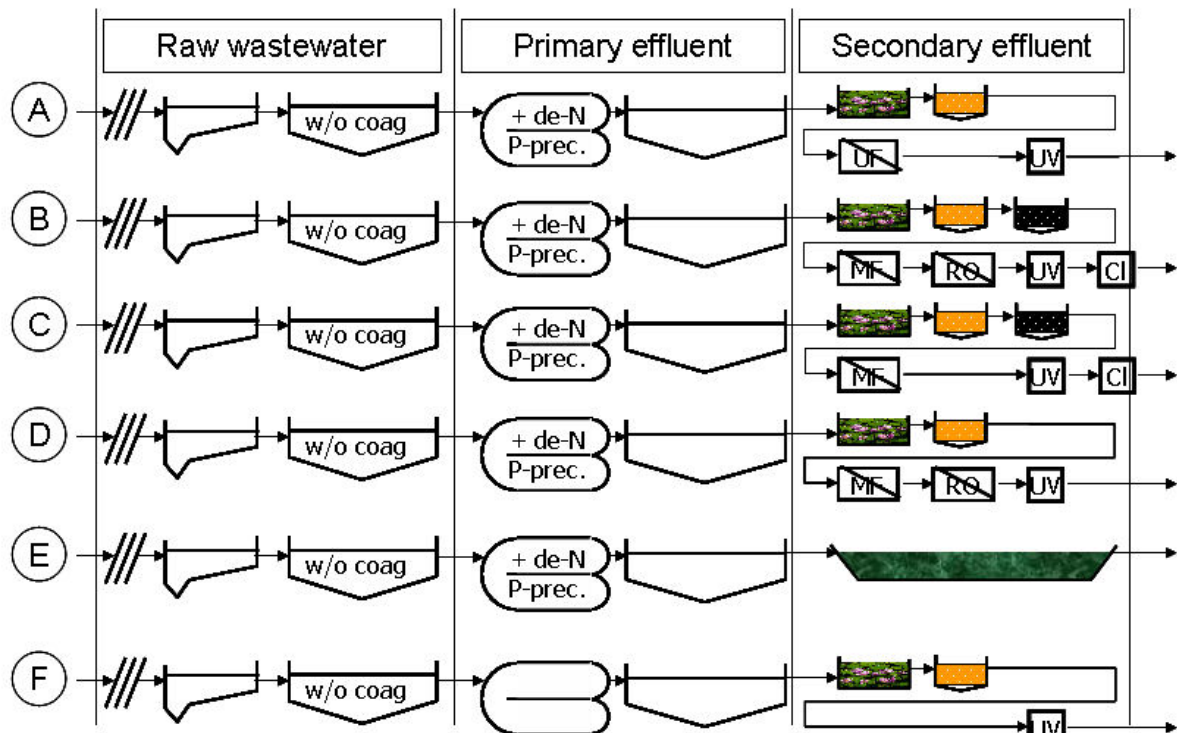 Raw wastewater Primary effluent Secondary effluent
A w/o coag + de-N
P-prec.
UF UV
B w/o coag + de-N
P-prec.
MF RO UV Cl
C w/o coag + de-N
P-prec.
MF UV Cl
D w/o coag + de-N
P-prec.
MF RO UV
E w/o coag + de-N
P-prec.
F w/o coag
UV